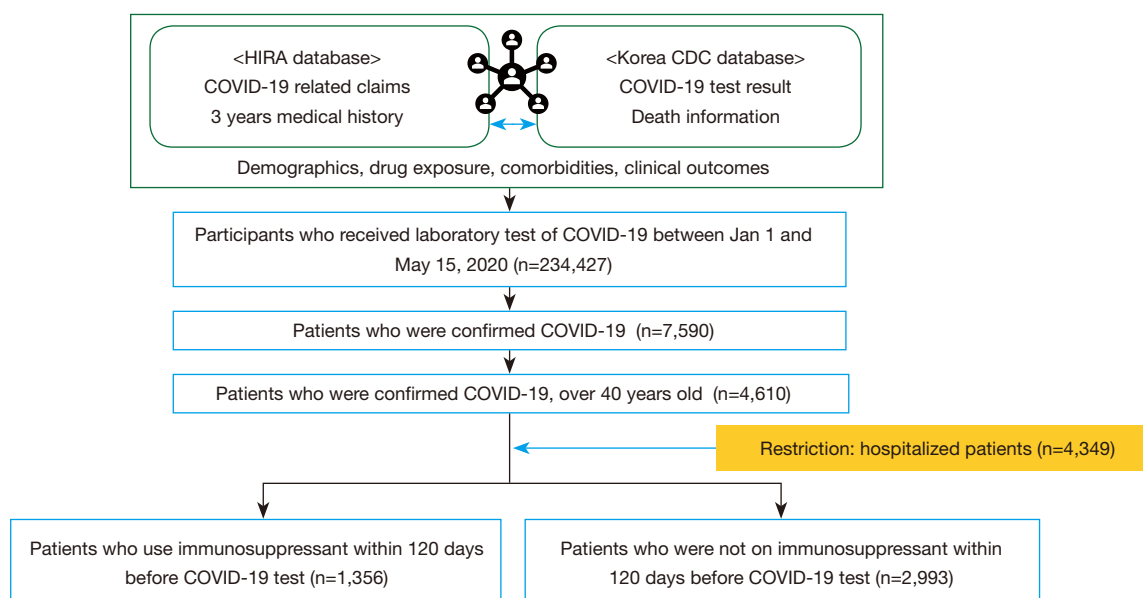 <HIRA database>
COVID-19 related claims
3 years medical history
<Korea CDC database>
COVID-19 test result
Death information
Demographics, drug exposure, comorbidities, clinical outcomes
Participants who received laboratory test of COVID-19 between Jan 1 and
May 15, 2020 (n=234,427)
Patients who were confirmed COVID-19 (n=7,590)
Patients who were confirmed COVID-19, over 40 years old (n=4,610)
Restriction: hospitalized patients (n=4,349)
Patients who use immunosuppressant within 120 days
before COVID-19 test (n=1,356)
Patients who were not on immunosuppressant within
120 days before COVID-19 test (n=2,993)